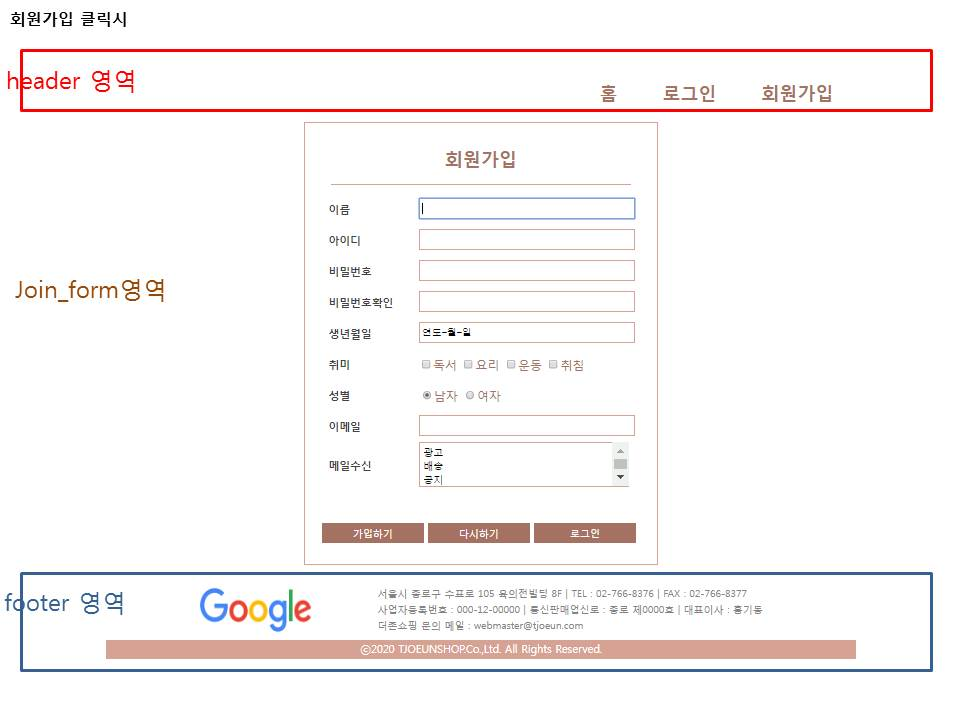 회원가입 클릭시
header 영역
홈 로그인 회원가입
회원가입
이름
아이디
비밀번호
비밀번호확인
생년월일 연도-월-일
Join_form영역
취미 독서 요리 운동 취침
성별 남자 여자
이메일
메일수신 광고
배송
공지
가입하기 다시하기 로그인
footer 영역
Google
서울시 종로구 수표로 105 육의전빌딩 8F | TEL : 02-766-8376 | FAX : 02-766-8377
사업자등록번호 : 000-12-00000 | 통신판매업신로 : 종로 제0000호 | 대표이사 : 홍기동
더존쇼핑 문의 메일 : webmaster@tjoeun.com
ⓒ2020 TJOEUNSHOP.Co.,Ltd. All Rights Reserved.